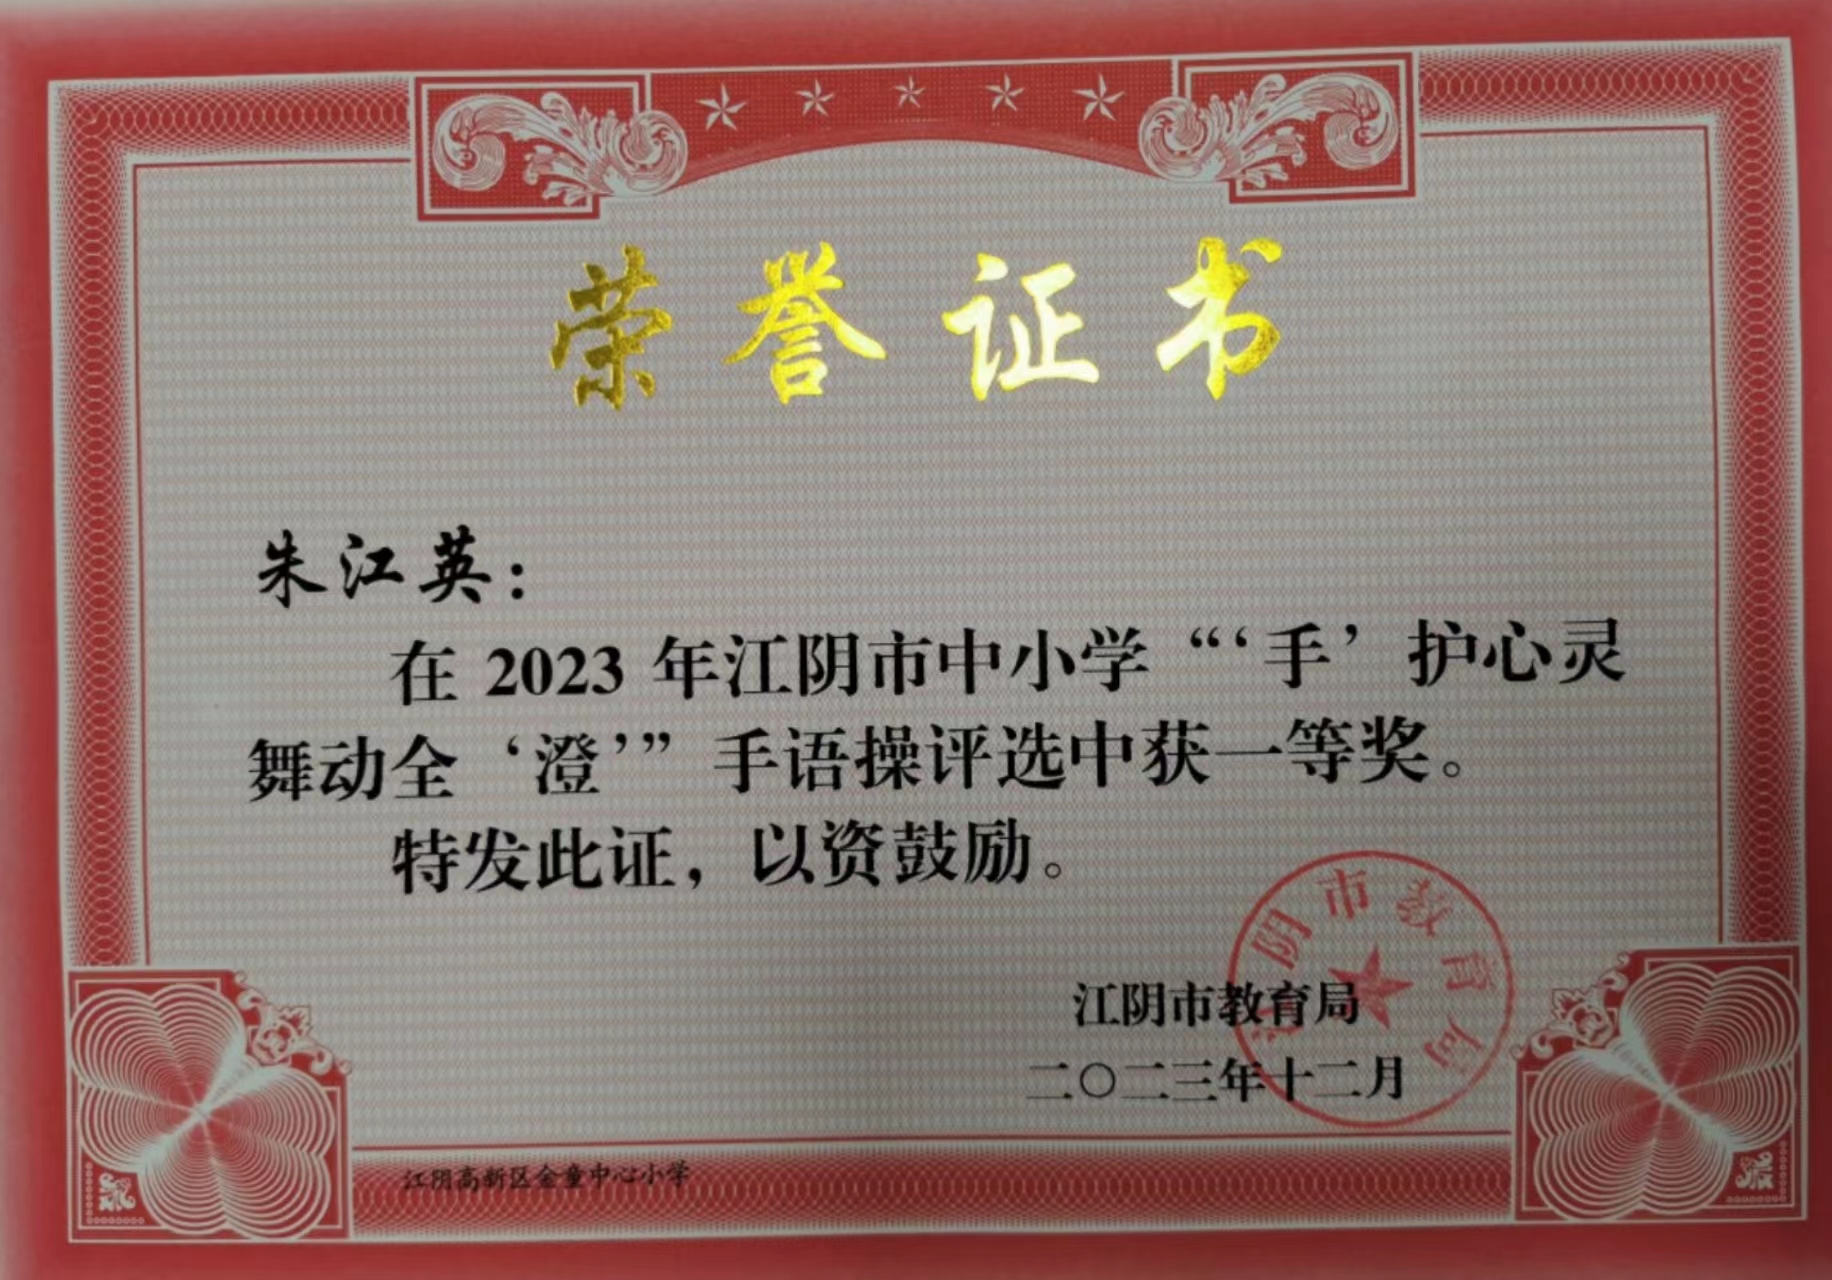 荣誉证书
朱江英：
在 2023 年江阴市中小学“‘手’护心灵
舞动全‘澄’”手语操评选中获一等奖。
特发此证，以资鼓励。
江阴市教育局
江阴市教育局
二〇二三年十二月
江阴高新区金童中心小学